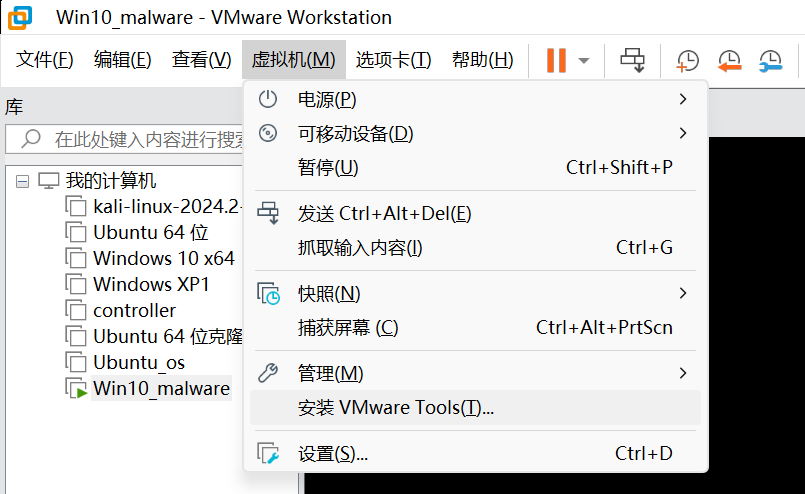 Win10_malware - VMware Workstation
文件(F) 编辑(E) 查看(V) 虚拟机(M) 选项卡(T) 帮助(H)
库
在此处键入内容进行搜索
我的计算机
kali-linux-2024.2-
Ubuntu 64 位
Windows 10 x64
Windows XP1
controller
Ubuntu 64 位克隆
Ubuntu_os
Win10_malware
电源(P)
可移动设备(D)
暂停(U) Ctrl+Shift+P
发送 Ctrl+Alt+Del(E)
抓取输入内容(I) Ctrl+G
快照(N)
捕获屏幕 (C) Ctrl+Alt+PrtScn
管理(M)
安装 VMware Tools(T)...
设置(S)... Ctrl+D